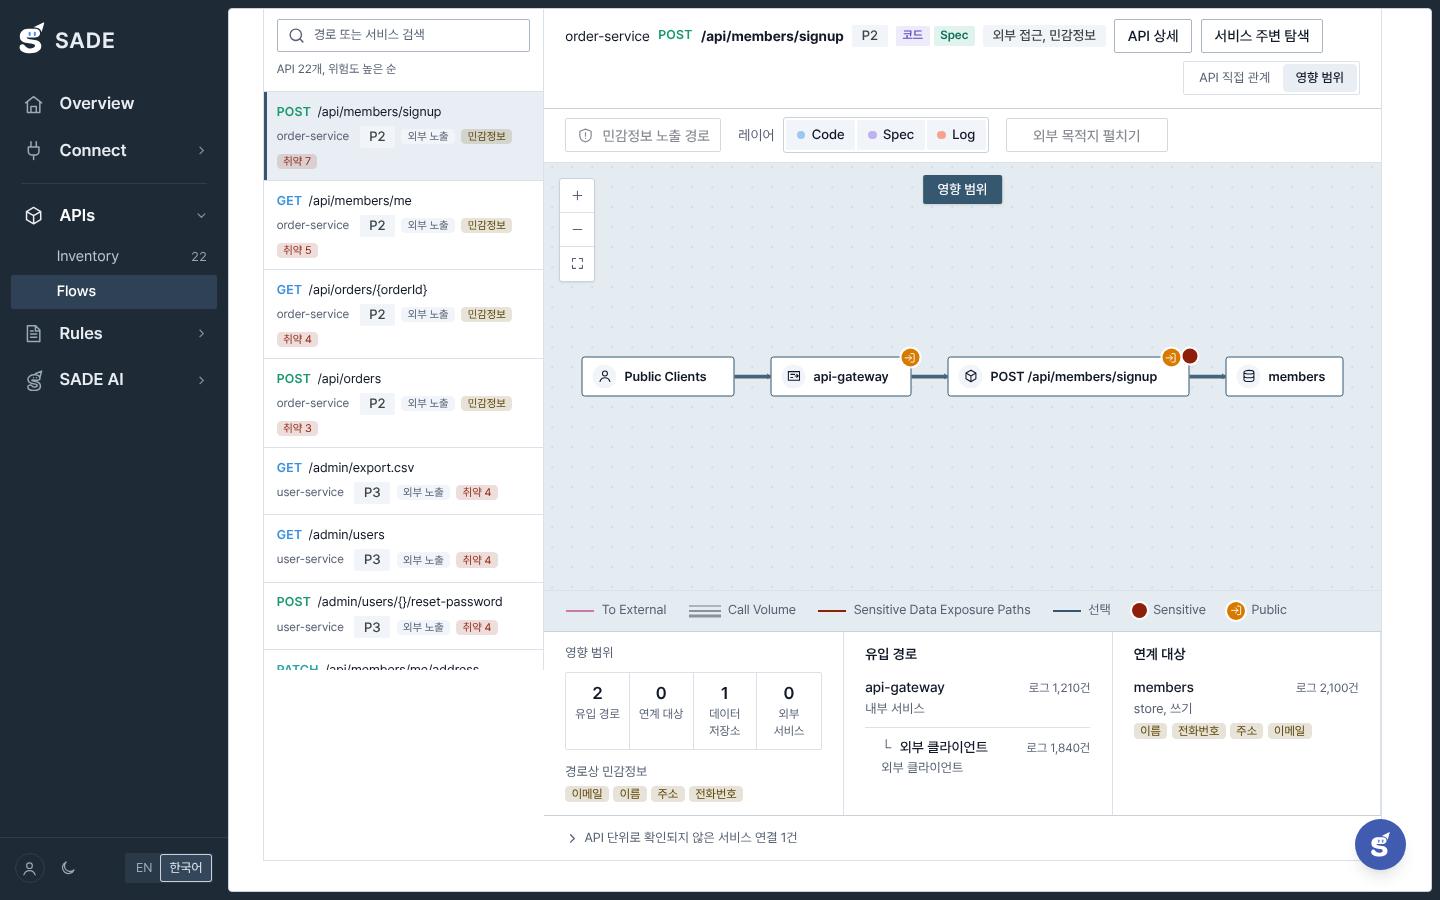 SADE
Overview
Connect
APIs
Inventory 22
Flows
Rules
SADE AI
EN 한국어
경로 또는 서비스 검색
API 22개, 위험도 높은 순
POST /api/members/signup
order-service P2 외부 노출 민감정보
취약 7
GET /api/members/me
order-service P2 외부 노출 민감정보
취약 5
GET /api/orders/{orderId}
order-service P2 외부 노출 민감정보
취약 4
POST /api/orders
order-service P2 외부 노출 민감정보
취약 3
GET /admin/export.csv
user-service P3 외부 노출 취약 4
GET /admin/users
user-service P3 외부 노출 취약 4
POST /admin/users/{}/reset-password
user-service P3 외부 노출 취약 4
PATCH /api/members/me/address
order-service POST /api/members/signup P2 코드 Spec 외부 접근, 민감정보 API 상세 서비스 주변 탐색
API 직접 관계 영향 범위
민감정보 노출 경로 레이어 Code Spec Log 외부 목적지 펼치기
영향 범위
Public Clients api-gateway POST /api/members/signup members
To External Call Volume Sensitive Data Exposure Paths 선택 Sensitive Public
영향 범위
2 0 1 0
유입 경로 연계 대상 데이터 저장소 외부 서비스
경로상 민감정보
이메일 이름 주소 전화번호
유입 경로
api-gateway 로그 1,210건
내부 서비스
└ 외부 클라이언트 로그 1,840건
외부 클라이언트
연계 대상
members 로그 2,100건
store, 쓰기
이름 전화번호 주소 이메일
API 단위로 확인되지 않은 서비스 연결 1건